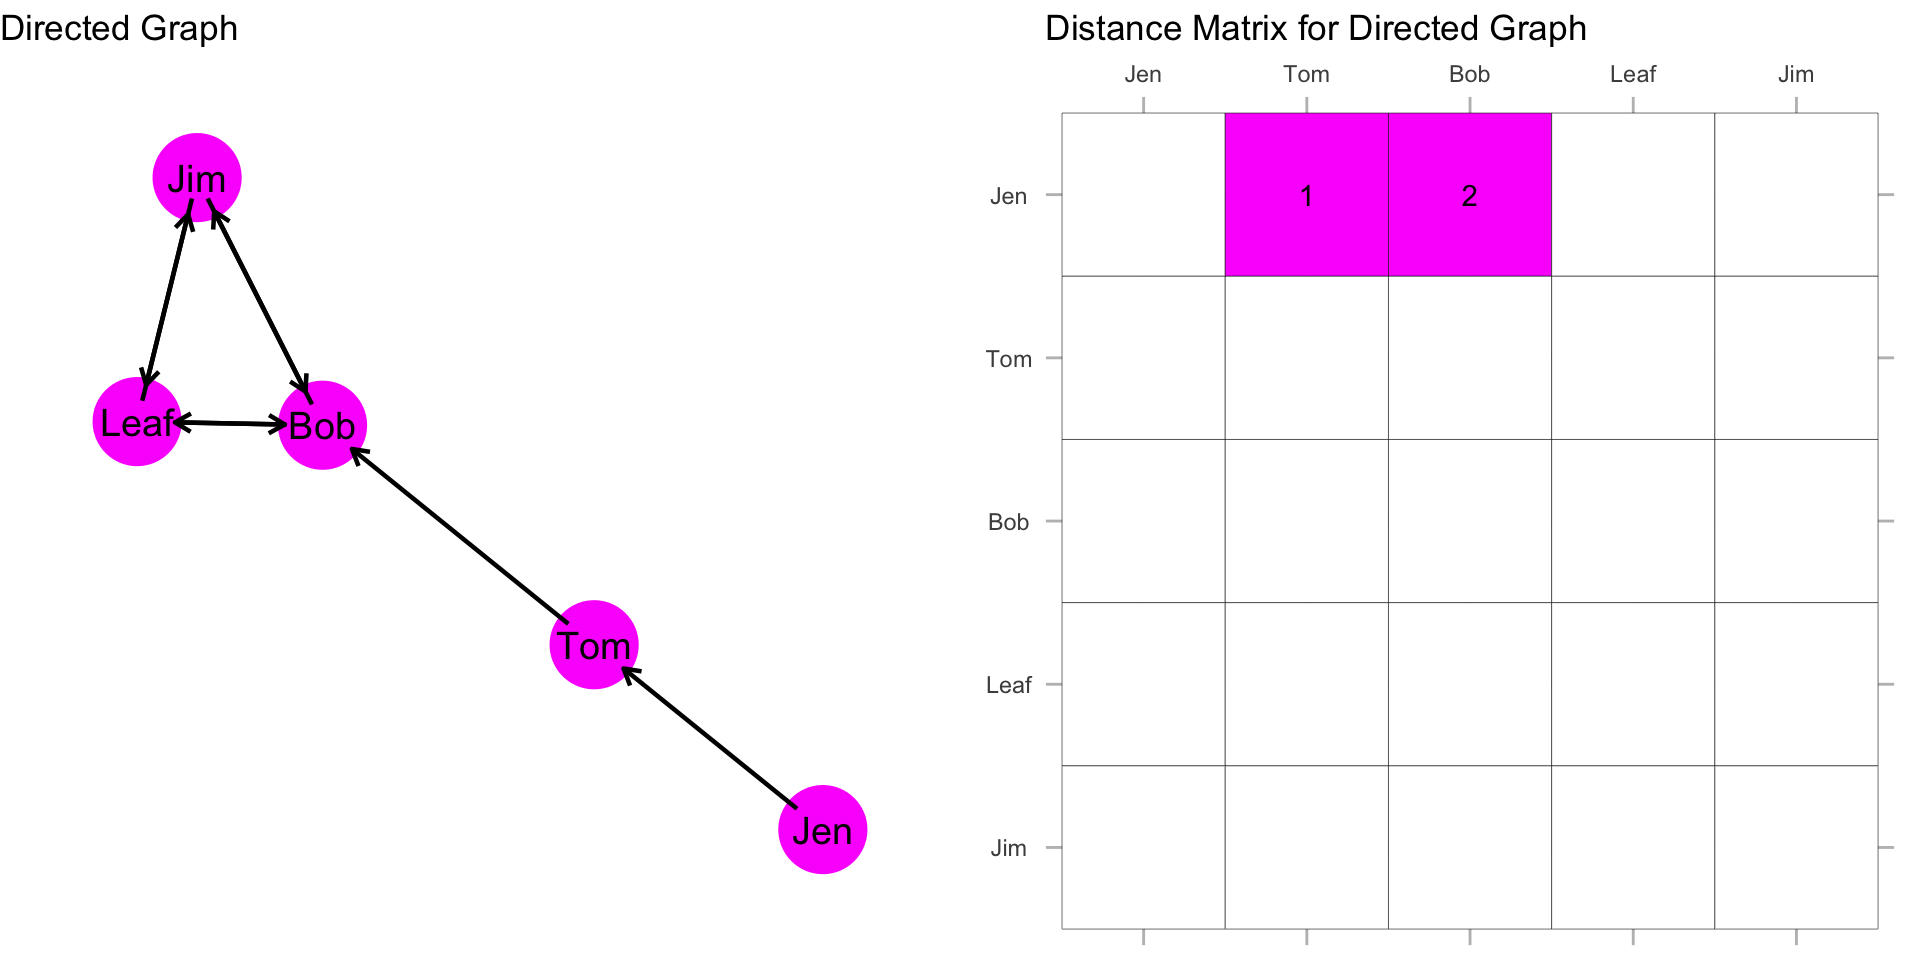 Directed Graph
Jim
Leaf
Bob
Tom
Jen
Distance Matrix for Directed Graph
Jen Tom Bob Leaf Jim
Jen 1 2
Tom
Bob
Leaf
Jim